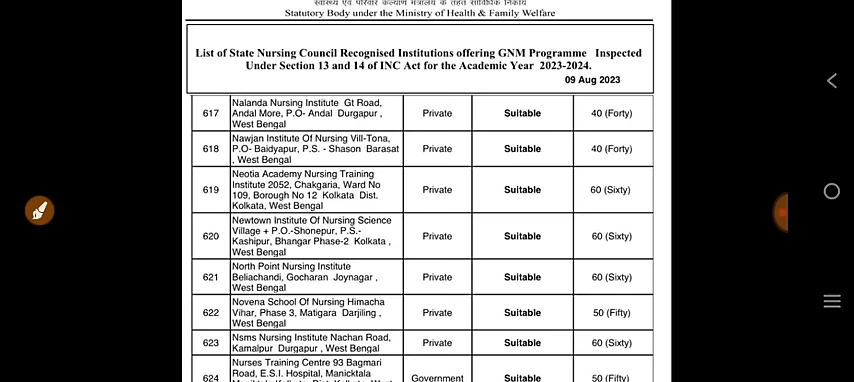 स्वास्थ्य एवं परिवार कल्याण मंत्रालय के तहत सांविधिक निकाय
Statutory Body under the Ministry of Health & Family Welfare
List of State Nursing Council Recognised Institutions offering GNM Programme Inspected
Under Section 13 and 14 of INC Act for the Academic Year 2023-2024.
09 Aug 2023
617
Nalanda Nursing Institute Gt Road,
Andal More, P.O- Andal Durgapur ,
West Bengal
Private
Suitable
40 (Forty)
618
Nawjan Institute Of Nursing Vill-Tona,
P.O- Baidyapur, P.S. - Shason Barasat
, West Bengal
Private
Suitable
40 (Forty)
619
Neotia Academy Nursing Training
Institute 2052, Chakgaria, Ward No
109, Borough No 12 Kolkata Dist.
Kolkata, West Bengal
Private
Suitable
60 (Sixty)
620
Newtown Institute Of Nursing Science
Village + P.O.-Shonepur, P.S.-
Kashipur, Bhangar Phase-2 Kolkata ,
West Bengal
Private
Suitable
60 (Sixty)
621
North Point Nursing Institute
Beliachandi, Gocharan Joynagar ,
West Bengal
Private
Suitable
60 (Sixty)
622
Novena School Of Nursing Himacha
Vihar, Phase 3, Matigara Darjiling ,
West Bengal
Private
Suitable
50 (Fifty)
623
Nsms Nursing Institute Nachan Road,
Kamalpur Durgapur , West Bengal
Private
Suitable
60 (Sixty)
624
Nurses Training Centre 93 Bagmari
Road, E.S.I. Hospital, Manicktala
Government
Suitable
50 (Fifty)